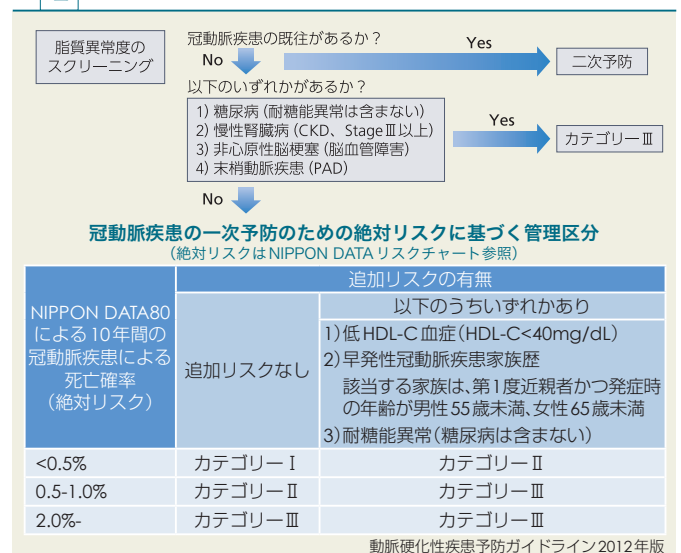 脂質異常度の
スクリーニング
冠動脈疾患の既往があるか？
No
Yes
二次予防
以下のいずれかがあるか？
1) 糖尿病（耐糖能異常は含まない）
2) 慢性腎臓病（CKD、StageⅡ以上）
3) 非心原性脳梗塞（脳血管障害）
4) 末梢動脈疾患（PAD）
Yes
カテゴリーⅢ
No
冠動脈疾患の一次予防のための絶対リスクに基づく管理区分
（絶対リスクはNIPPON DATAリスクチャート参照）
NIPPON DATA80
による10年間の
冠動脈疾患による
死亡確率
（絶対リスク）
追加リスクの有無
追加リスクなし
以下のうちいずれかあり
1)低HDL-C血症（HDL-C<40mg/dL）
2)早発性冠動脈疾患家族歴
該当する家族は、第1度近親者かつ発症時
の年齢が男性55歳未満、女性65歳未満
3)耐糖能異常（糖尿病は含まない）
<0.5% カテゴリーⅠ カテゴリーⅡ
0.5-1.0% カテゴリーⅡ カテゴリーⅢ
2.0%- カテゴリーⅢ カテゴリーⅢ
動脈硬化性疾患予防ガイドライン2012年版